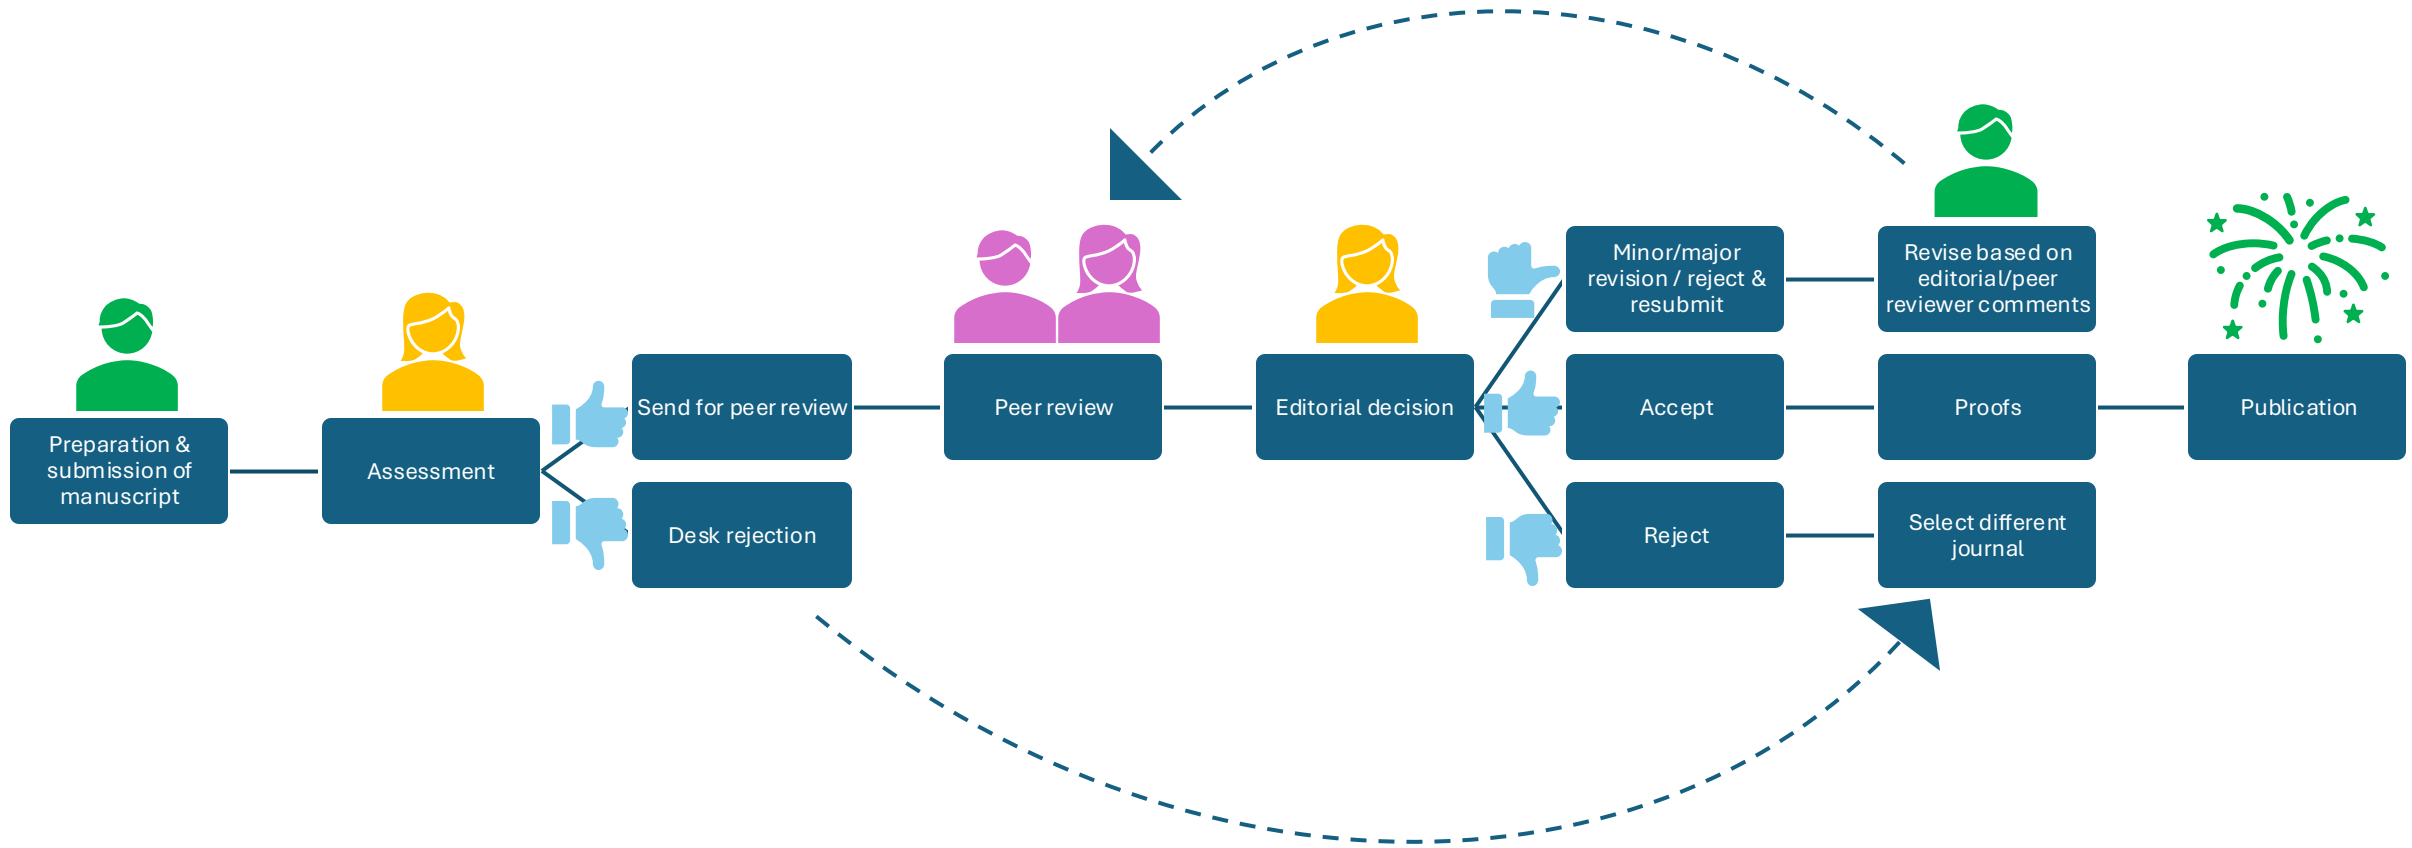 Preparation &
submission of
manuscript
Assessment
Send for peer review
Desk rejection
Peer review
Editorial decision
Minor/major
revision / reject &
resubmit
Accept
Reject
Revise based on
editorial/peer
reviewer comments
Proofs
Select different
journal
Publication